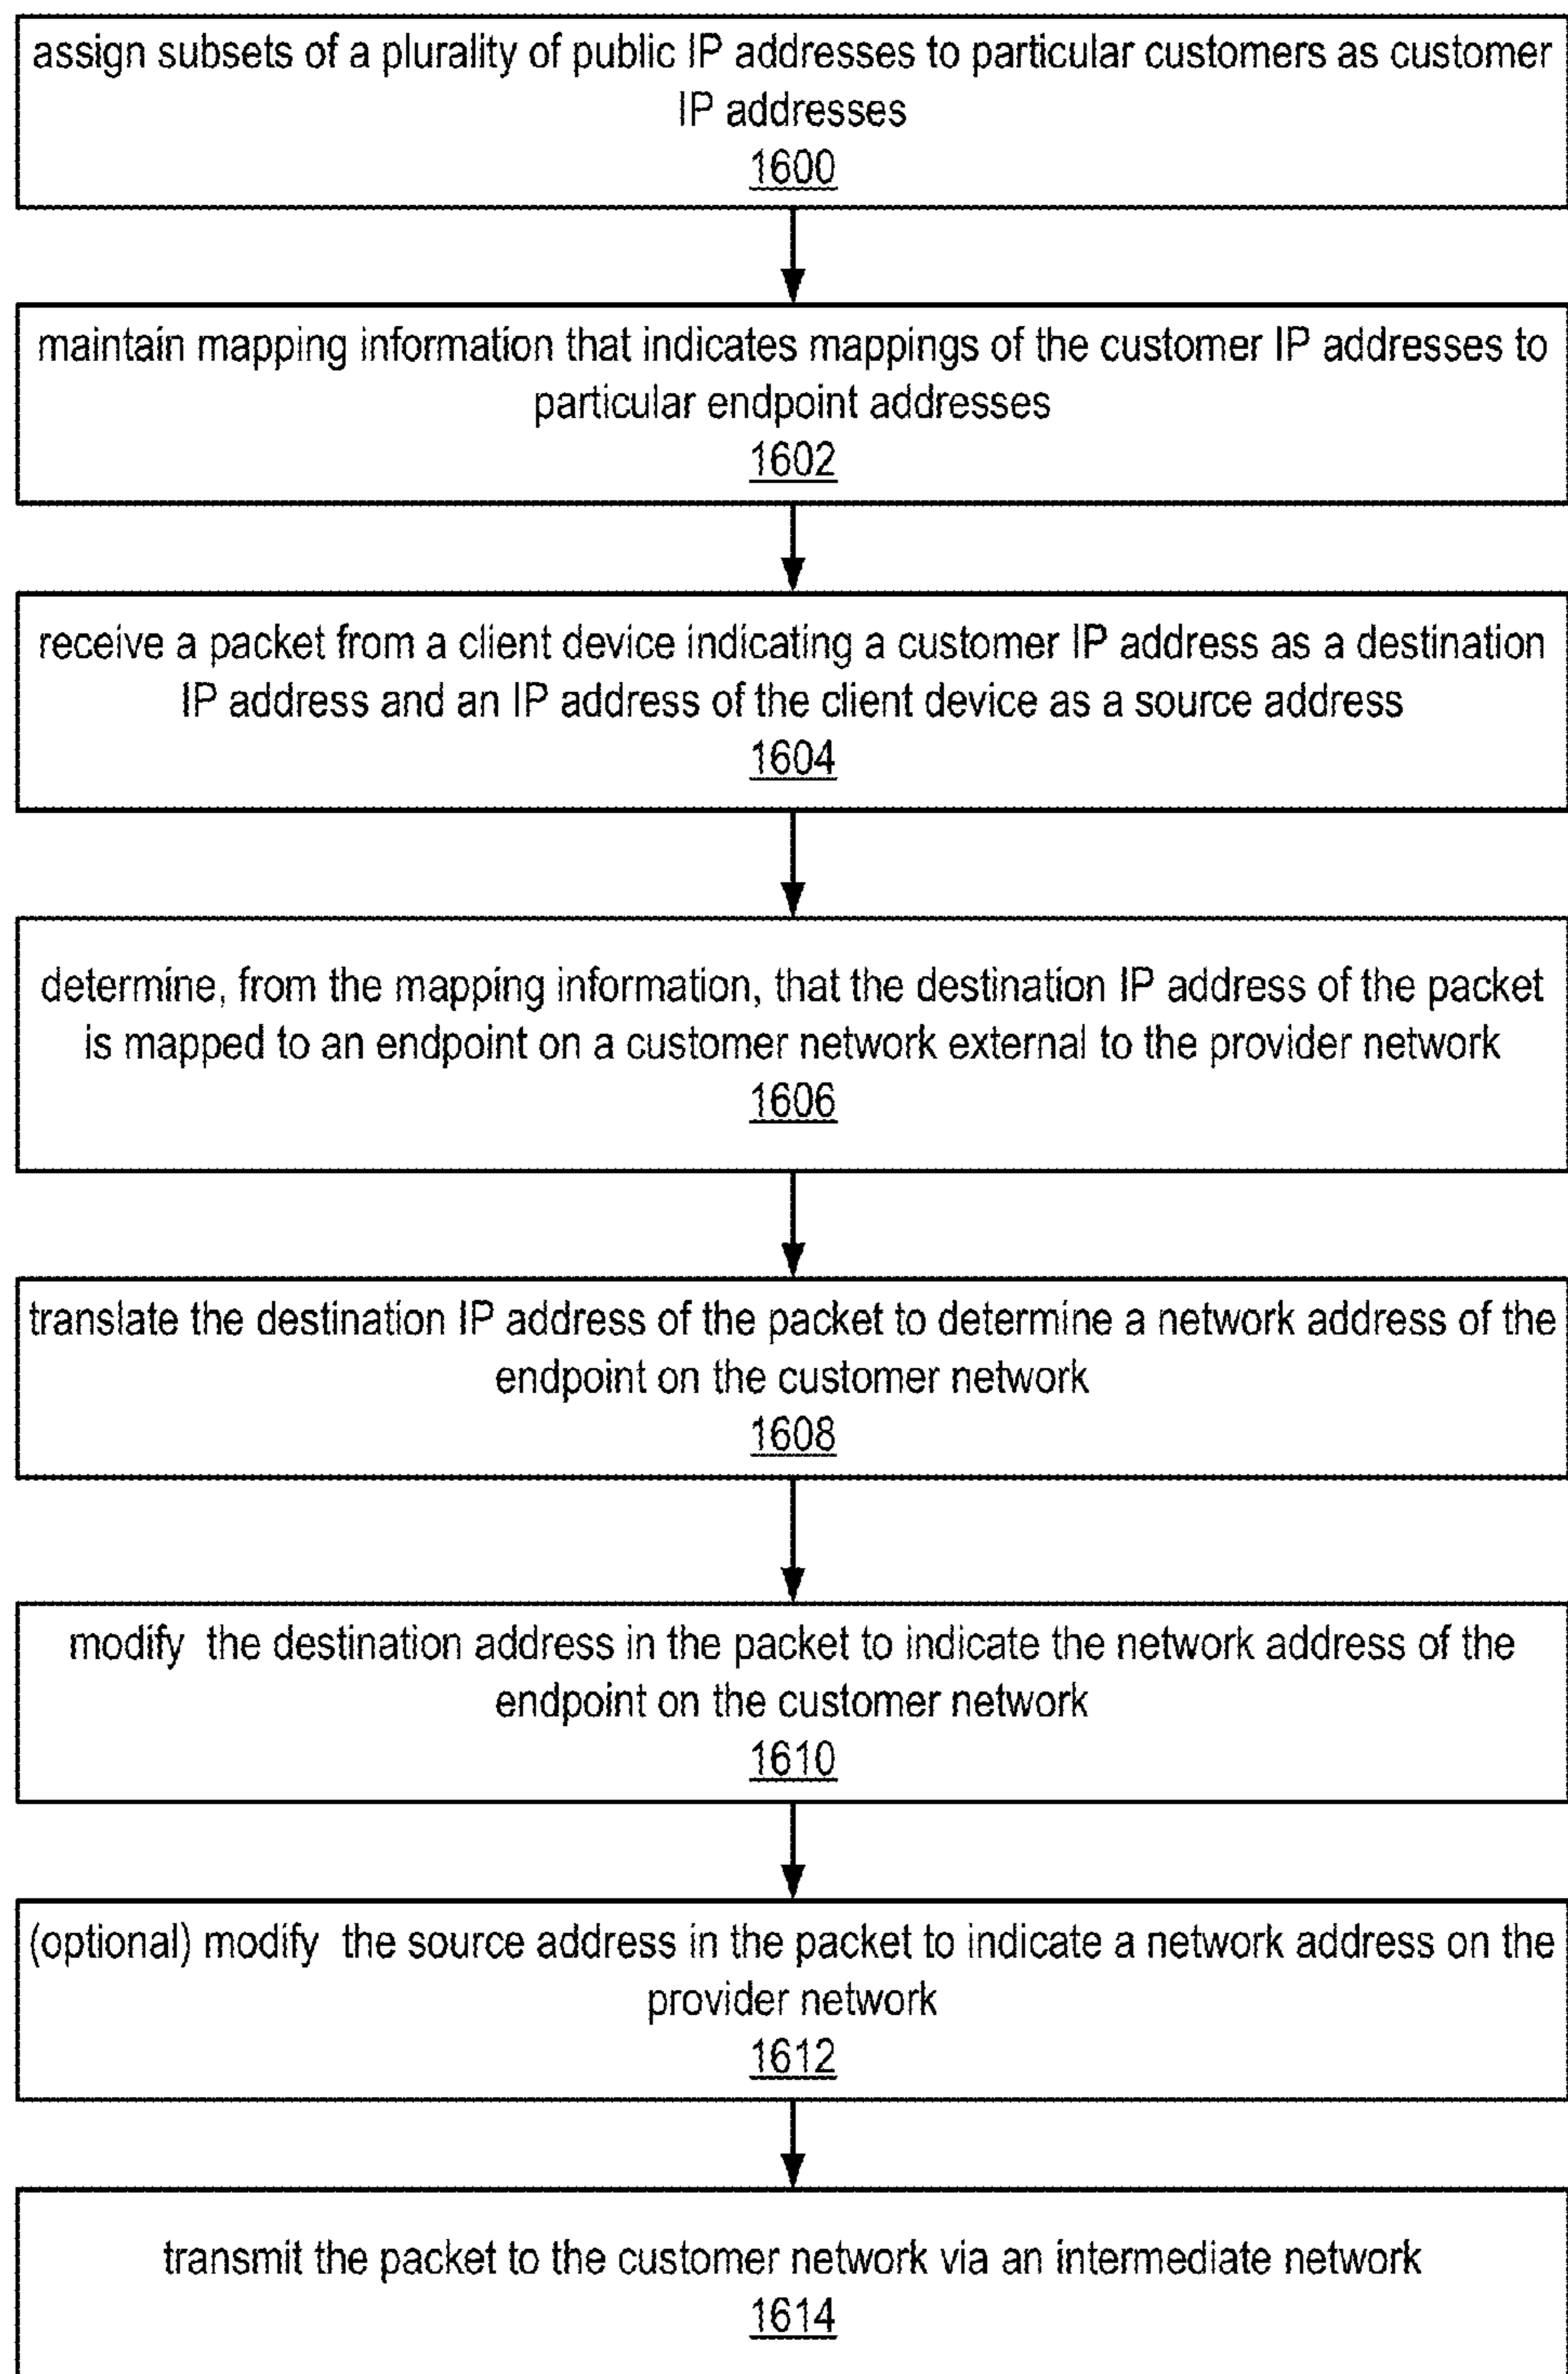 assign subsets of a plurality of public IP addresses to particular customers as customer
IP addresses
1600
maintain mapping information that indicates mappings of the customer IP addresses to
particular endpoint addresses
1602
receive a packet from a client device indicating a customer IP address as a destination
IP address and an IP address of the client device as a source address
1604
determine, from the mapping information, that the destination IP address of the packet
is mapped to an endpoint on a customer network external to the provider network
1606
translate the destination IP address of the packet to determine a network address of the
endpoint on the customer network
1608
modify the destination address in the packet to indicate the network address of the
endpoint on the customer network
1610
(optional) modify the source address in the packet to indicate a network address on the
provider network
1612
transmit the packet to the customer network via an intermediate network
1614